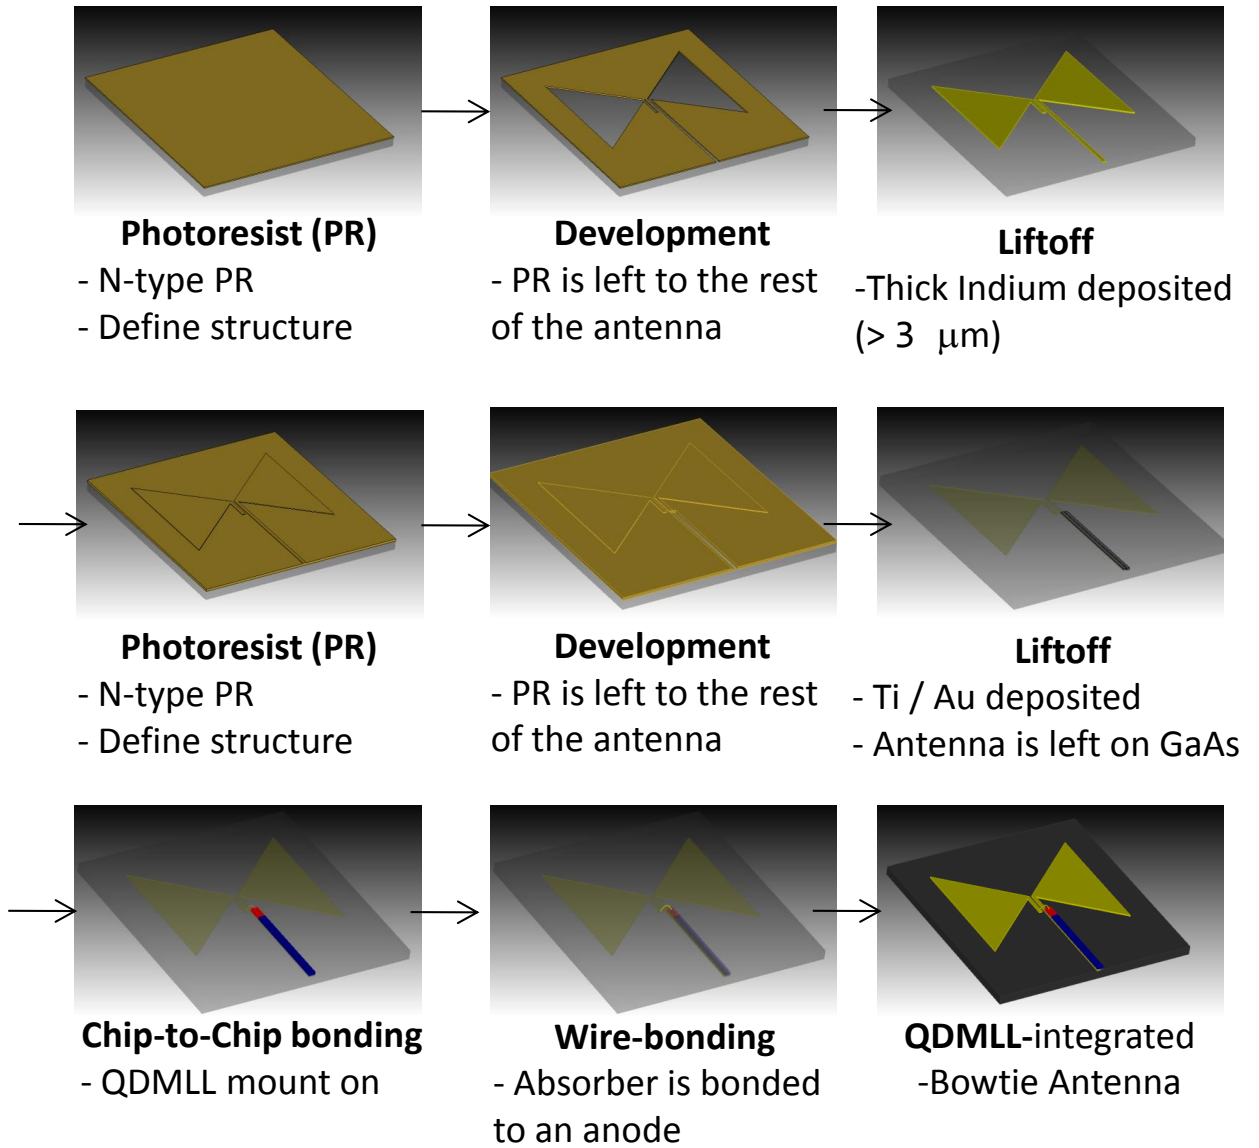 Photoresist (PR)
- N-type PR
- Define structure
Development
- PR is left to the rest
of the antenna
Liftoff
-Thick Indium deposited
(> 3 μm)
Photoresist (PR)
- N-type PR
- Define structure
Development
- PR is left to the rest
of the antenna
Liftoff
- Ti / Au deposited
- Antenna is left on GaAs
Chip-to-Chip bonding
- QDMLL mount on
Wire-bonding
- Absorber is bonded
to an anode
QDMLL-integrated
-Bowtie Antenna